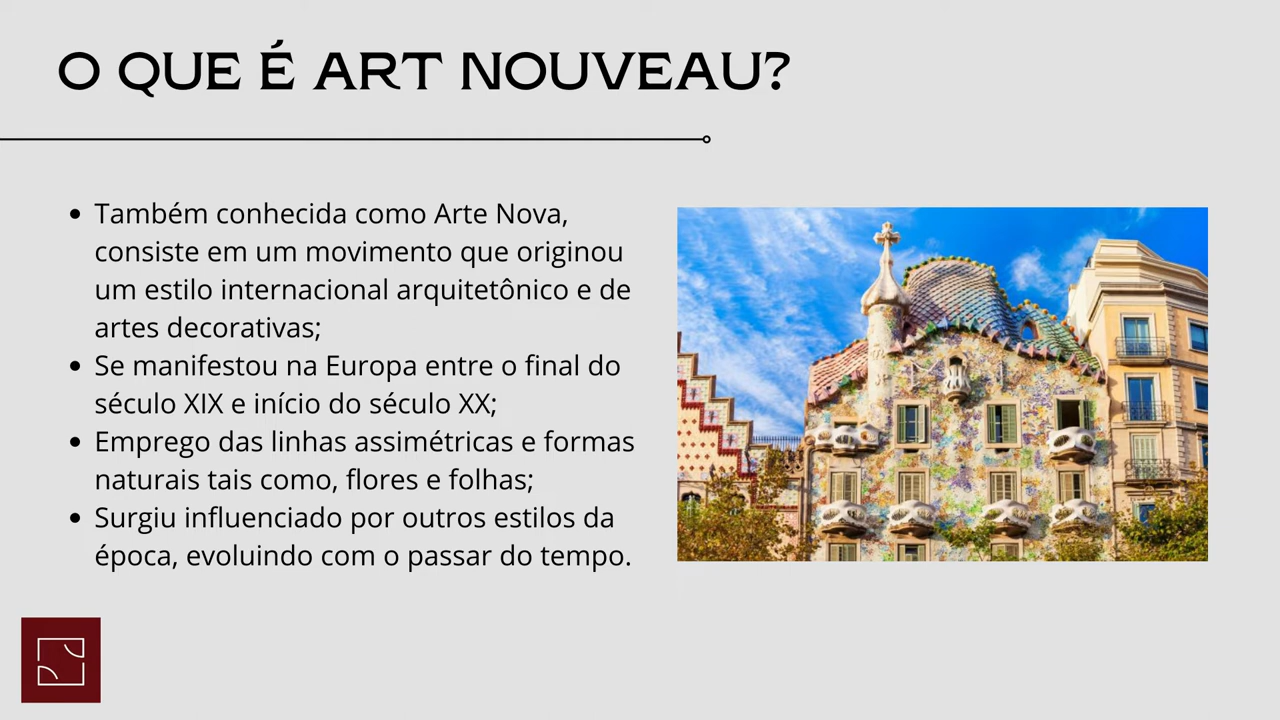 O QUE É ART NOUVEAU?
• Também conhecida como Arte Nova,
consiste em um movimento que originou
um estilo internacional arquitetônico e de
artes decorativas;
• Se manifestou na Europa entre o final do
século XIX e início do século XX;
• Emprego das linhas assimétricas e formas
naturais tais como, flores e folhas;
• Surgiu influenciado por outros estilos da
época, evoluindo com o passar do tempo.